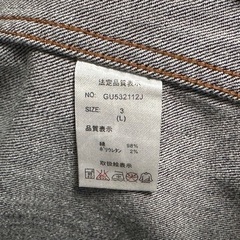 法定品質表示
NO: GU532112J
SIZE: 3
(L)
品質表示
綿 98%
ポリウレタン 2%
取扱絵表示